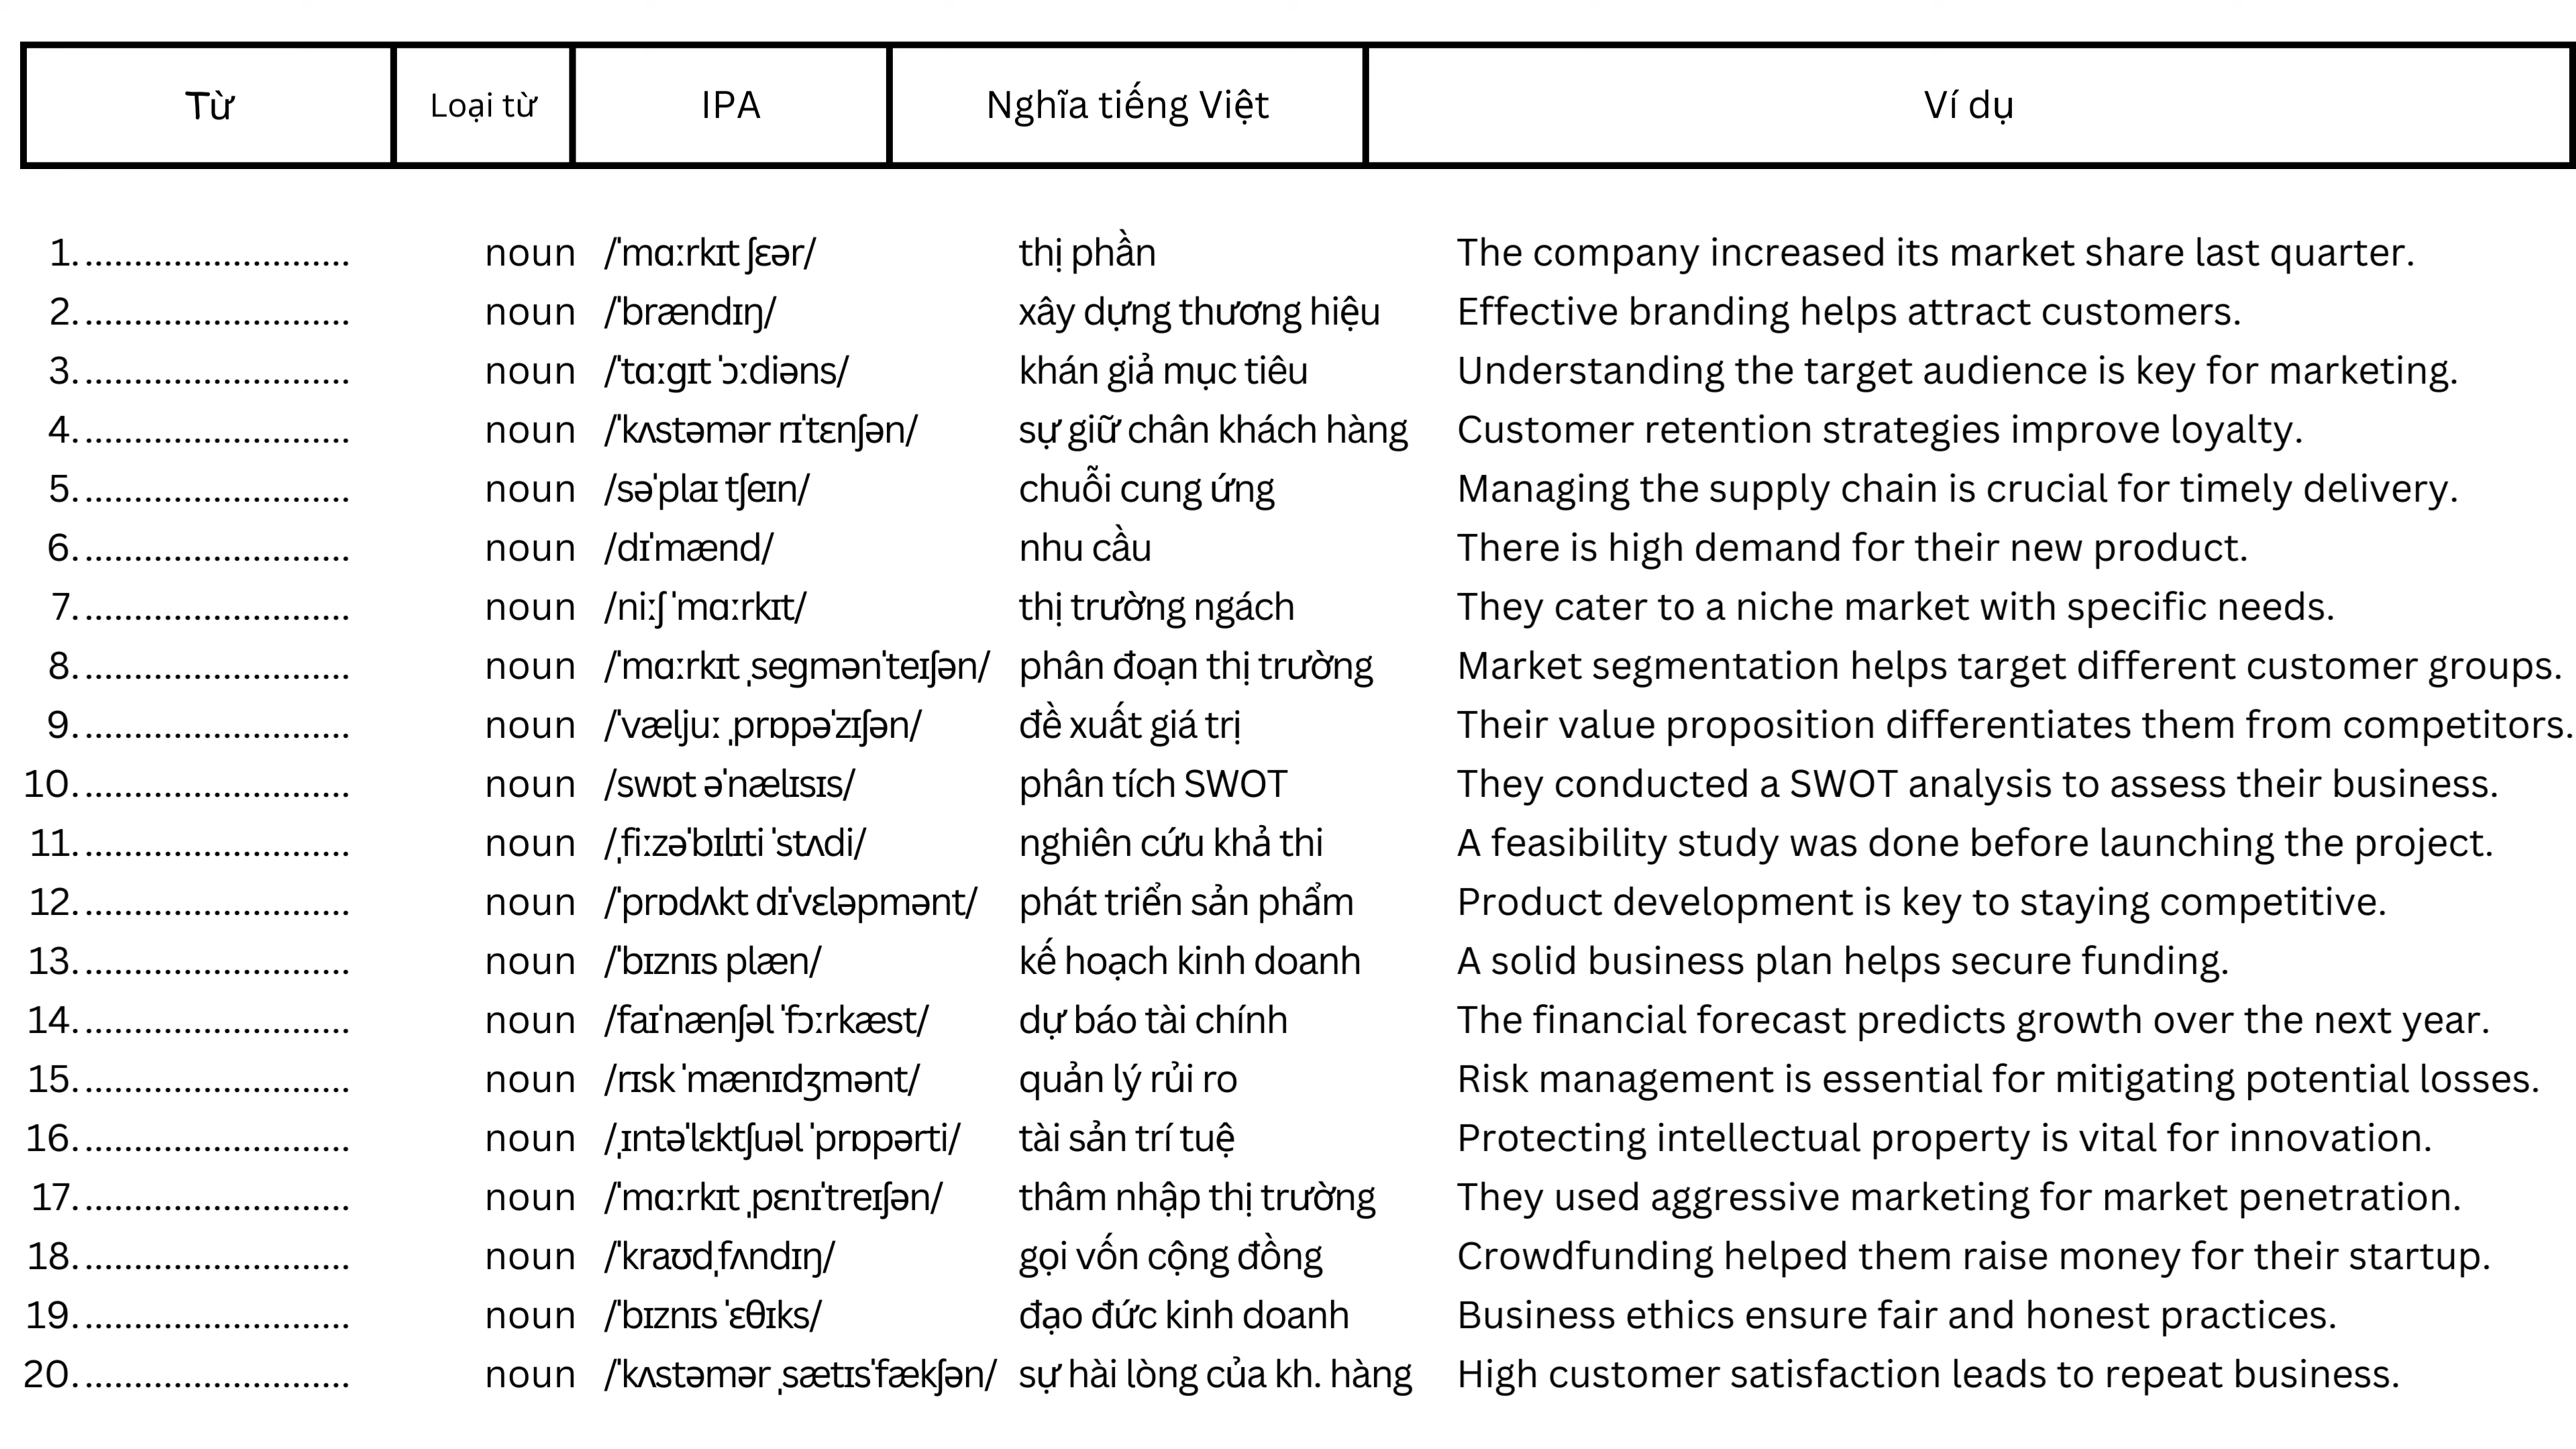 Từ Loại từ IPA Nghĩa tiếng Việt Ví dụ
1........................... noun /ˈmɑːrkɪt ʃɛər/ thị phần The company increased its market share last quarter.
2........................... noun /ˈbrændɪŋ/ xây dựng thương hiệu Effective branding helps attract customers.
3........................... noun /ˈtɑːgɪt ˈɔːdiəns/ khán giả mục tiêu Understanding the target audience is key for marketing.
4........................... noun /ˈkʌstəmər rɪˈtɛnʃən/ sự giữ chân khách hàng Customer retention strategies improve loyalty.
5........................... noun /səˈplaɪ tʃeɪn/ chuỗi cung ứng Managing the supply chain is crucial for timely delivery.
6........................... noun /dɪˈmænd/ nhu cầu There is high demand for their new product.
7........................... noun /niːʃ ˈmɑːrkɪt/ thị trường ngách They cater to a niche market with specific needs.
8........................... noun /ˈmɑːrkɪt ˌsegmənˈteɪʃən/ phân đoạn thị trường Market segmentation helps target different customer groups.
9........................... noun /ˈvæljuː ˌprɒpəˈzɪʃən/ đề xuất giá trị Their value proposition differentiates them from competitors.
10........................... noun /swɒt əˈnælɪsɪs/ phân tích SWOT They conducted a SWOT analysis to assess their business.
11........................... noun /ˌfiːzəˈbɪlɪti ˈstʌdi/ nghiên cứu khả thi A feasibility study was done before launching the project.
12........................... noun /ˈprɒdʌkt dɪˈvɛləpmənt/ phát triển sản phẩm Product development is key to staying competitive.
13........................... noun /ˈbɪznɪs plæn/ kế hoạch kinh doanh A solid business plan helps secure funding.
14........................... noun /faɪˈnænʃəl ˈfɔːrkæst/ dự báo tài chính The financial forecast predicts growth over the next year.
15........................... noun /rɪsk ˈmænɪdʒmənt/ quản lý rủi ro Risk management is essential for mitigating potential losses.
16........................... noun /ˌɪntəˈlɛktʃuəl ˈprɒpərti/ tài sản trí tuệ Protecting intellectual property is vital for innovation.
17........................... noun /ˈmɑːrkɪt ˌpɛnɪˈtreɪʃən/ thâm nhập thị trường They used aggressive marketing for market penetration.
18........................... noun /ˈkraʊdˌfʌndɪŋ/ gọi vốn cộng đồng Crowdfunding helped them raise money for their startup.
19........................... noun /ˈbɪznɪs ˈɛθɪks/ đạo đức kinh doanh Business ethics ensure fair and honest practices.
20........................... noun /ˈkʌstəmər ˌsætɪsˈfækʃən/ sự hài lòng của kh. hàng High customer satisfaction leads to repeat business.